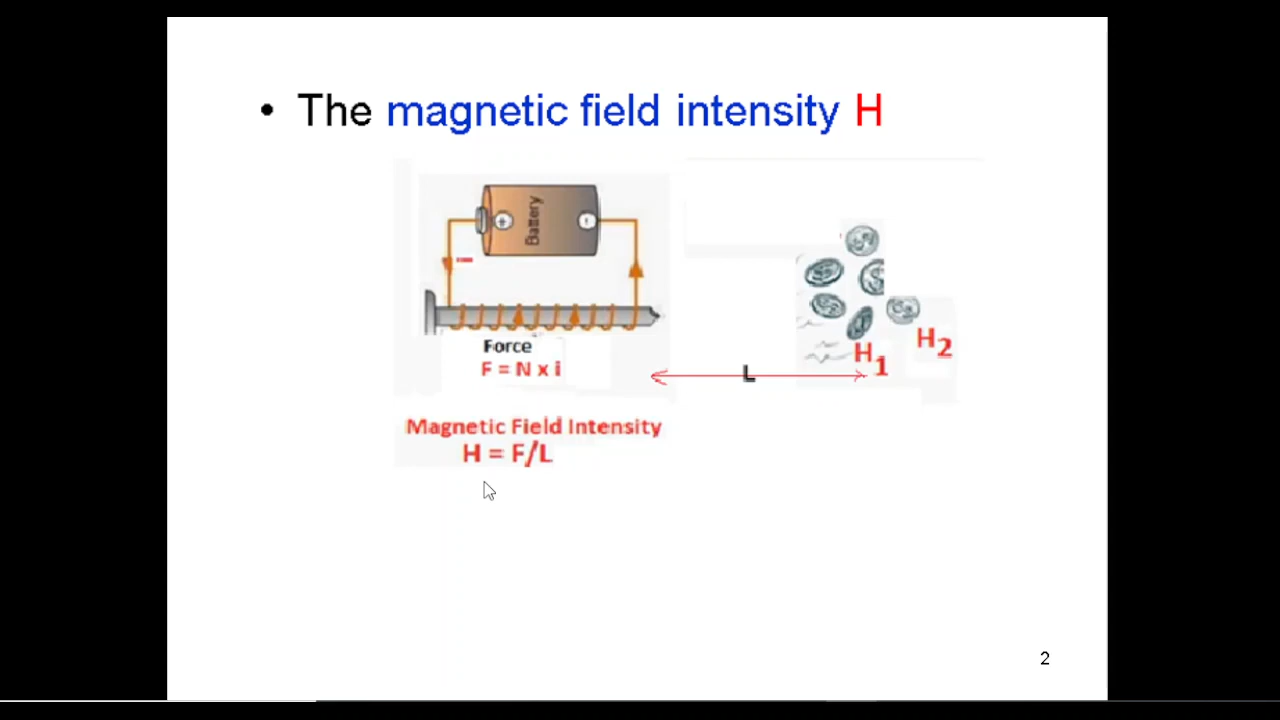 • The magnetic field intensity H
Battery
+
-
Force
F = N x i
L
H1
H2
Magnetic Field Intensity
H = F/L
2